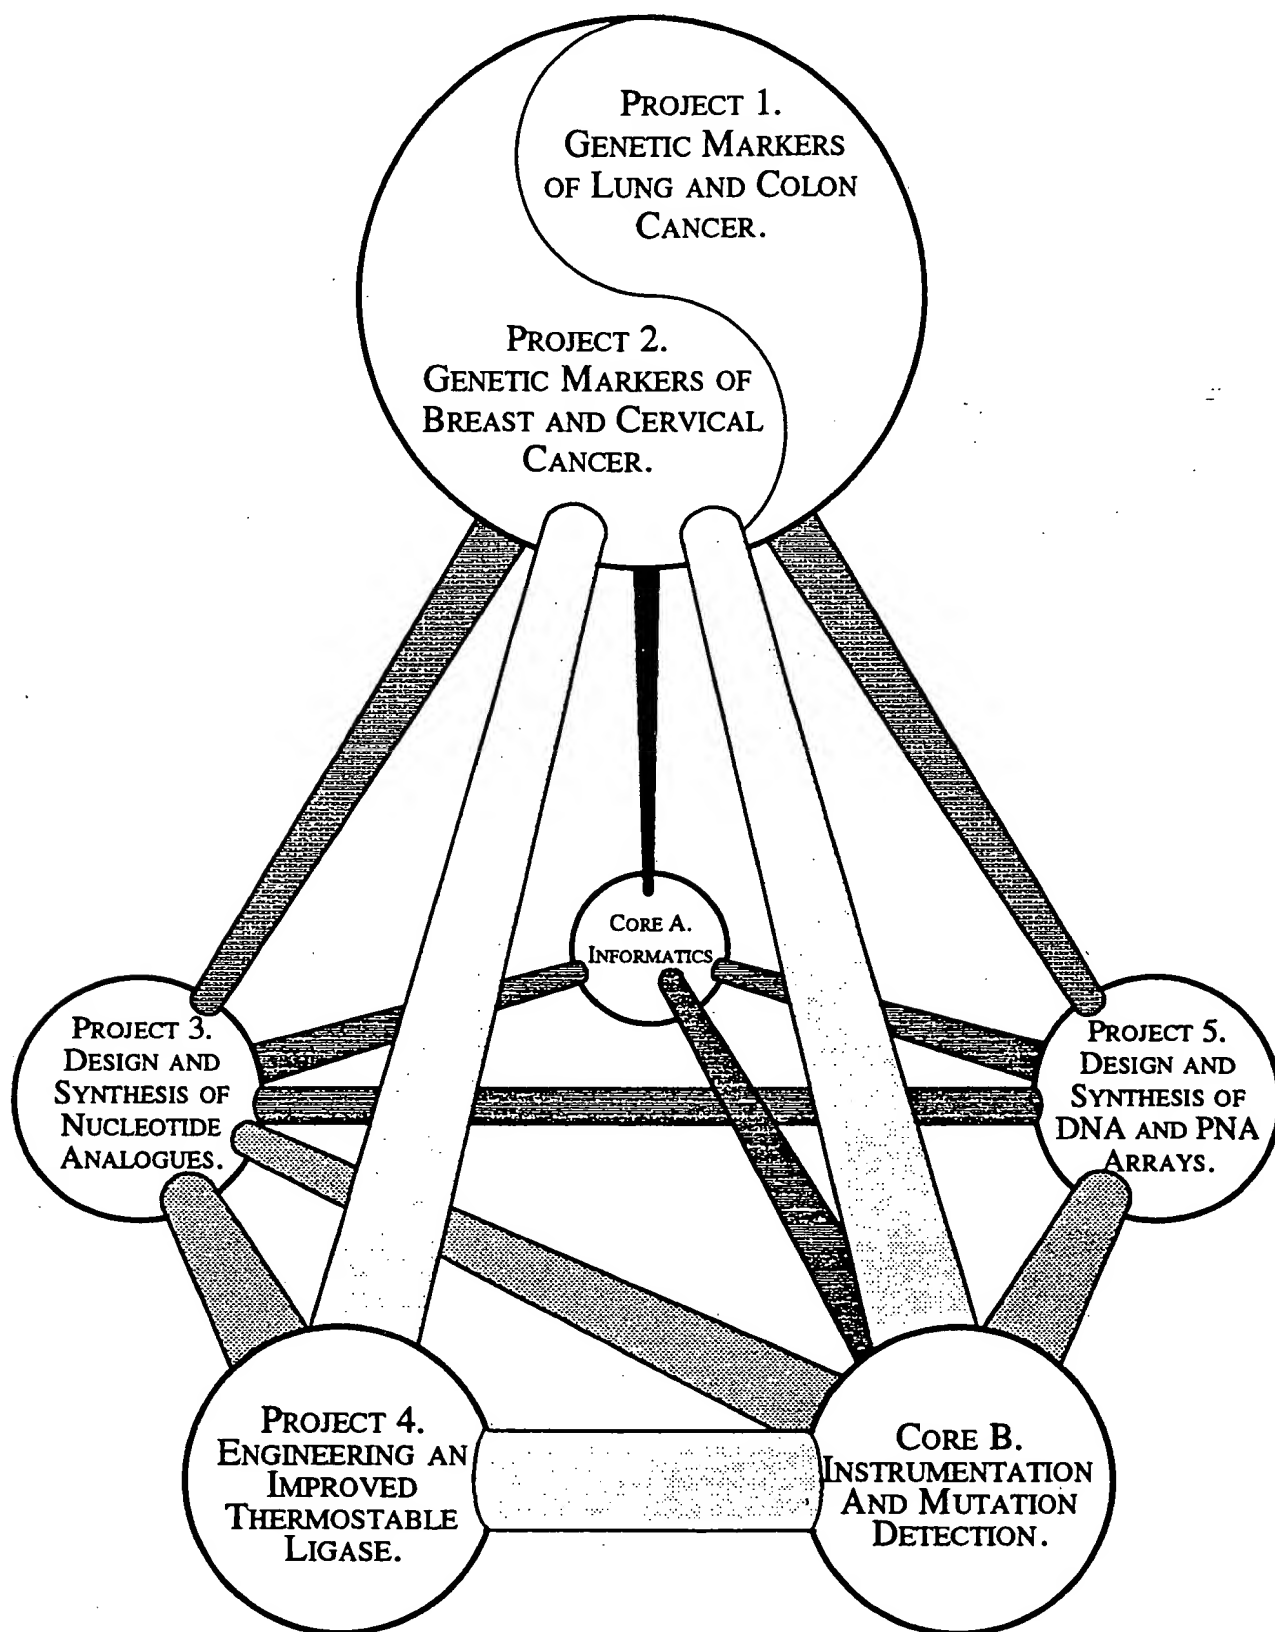 PROJECT 1.
GENETIC MARKERS
OF LUNG AND COLON
CANCER.
PROJECT 2.
GENETIC MARKERS OF
BREAST AND CERVICAL
CANCER.
CORE A.
INFORMATICS
PROJECT 3.
DESIGN AND
SYNTHESIS OF
NUCLEOTIDE
ANALOGUES.
PROJECT 5.
DESIGN AND
SYNTHESIS OF
DNA AND PNA
ARRAYS.
PROJECT 4.
ENGINEERING AN
IMPROVED
THERMOSTABLE
LIGASE.
CORE B.
INSTRUMENTATION
AND MUTATION
DETECTION.